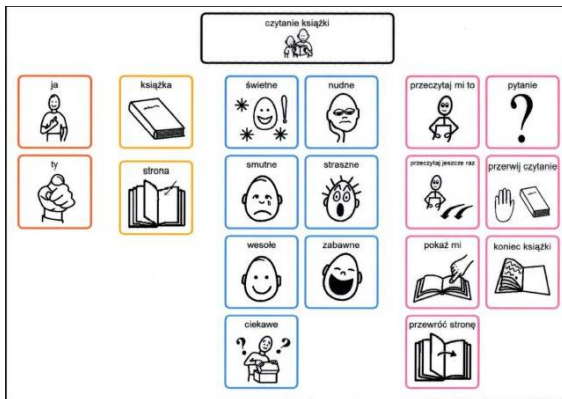 czytanie książki
ja
książka
świetne
nudne
przeczytaj mi to
pytanie
ty
strona
smutne
straszne
przeczytaj jeszcze raz
przerwij czytanie
wesołe
zabawne
pokaż mi
koniec książki
ciekawe
przewróć stronę